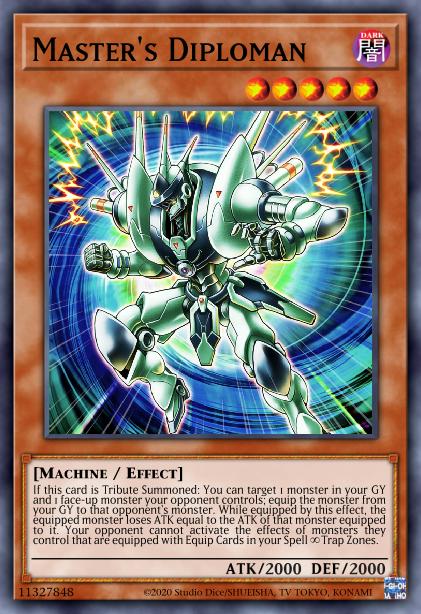 Master's Diploman
DARK
闇
[Machine / Effect]
If this card is Tribute Summoned: You can target 1 monster in your GY
and 1 face-up monster your opponent controls; equip the monster from
your GY to that opponent's monster. While equipped by this effect, the
equipped monster loses ATK equal to the ATK of that monster equipped
to it. Your opponent cannot activate the effects of monsters they
control that are equipped with Equip Cards in your Spell ∞ Trap Zones.
ATK/2000 DEF/2000
11327848 ©2020 Studio Dice/SHUEISHA, TV TOKYO, KONAMI